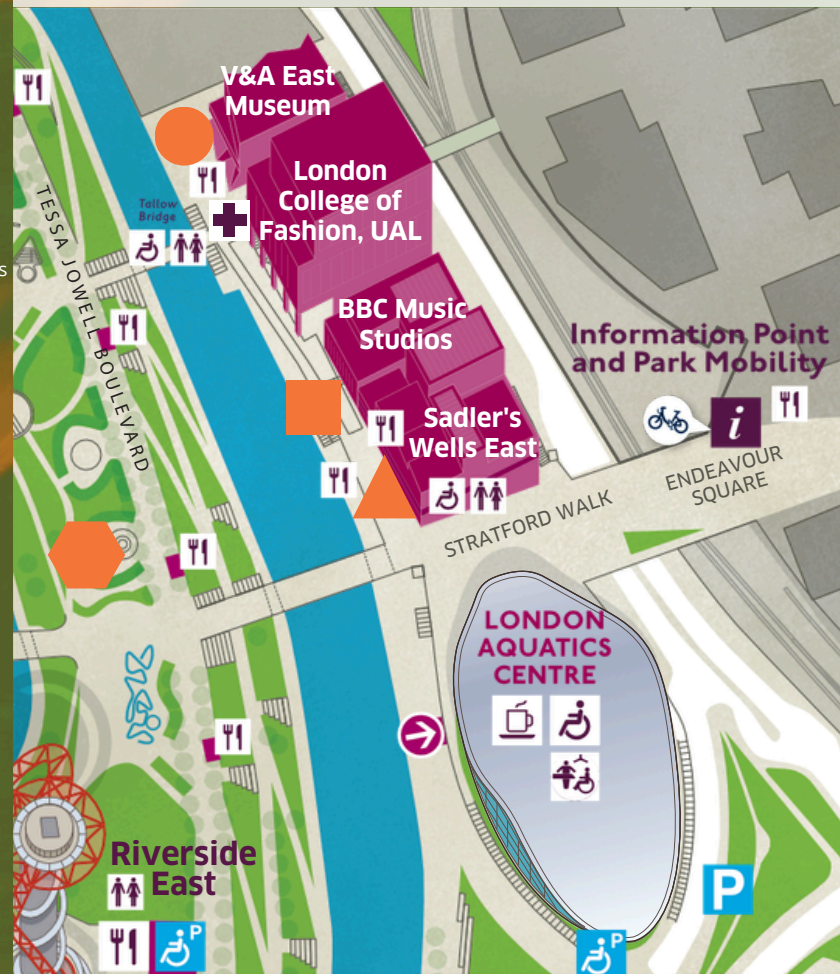 V&A East
Museum
London
College of
Fashion, UAL
Tallow
Bridge
s
TESSA JOWELL BOULEVARD
BBC Music
Studios
Information Point
and Park Mobility
i
Sadler's
Wells East
ENDEAVOUR
SQUARE
STRATFORD WALK
LONDON
AQUATICS
CENTRE
Riverside
East
P
P
P